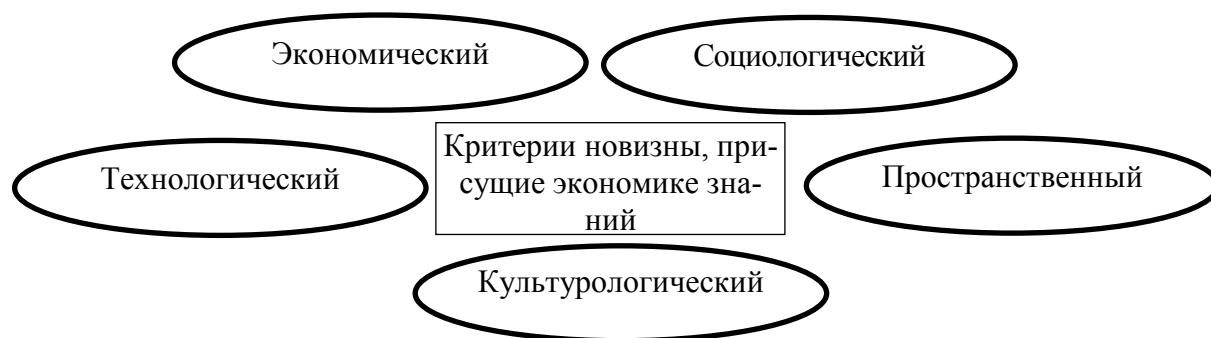 Экономический
Социологический
Технологический
Критерии новизны, при-
сущие экономике зна-
ний
Пространственный
Культурологический